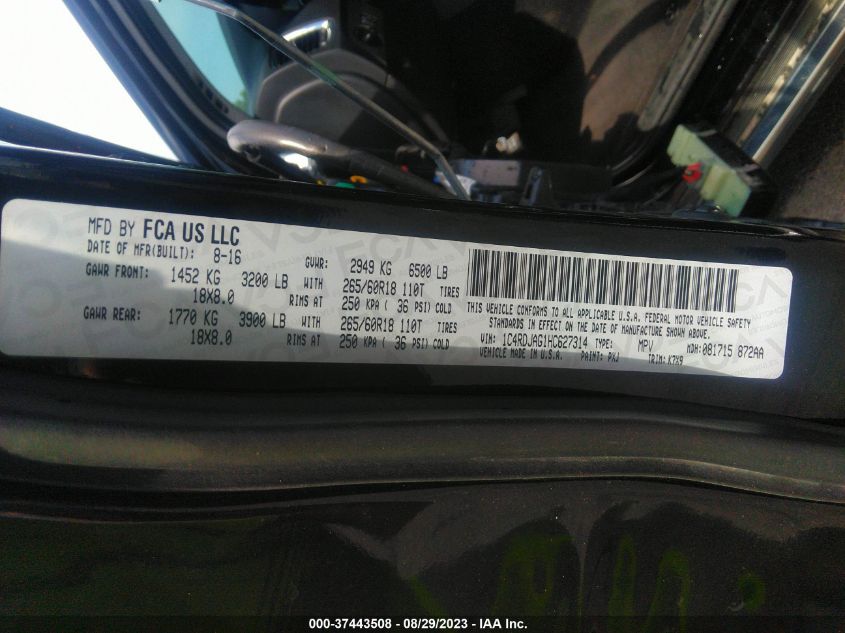 MFD BY FCA US LLC
DATE OF MFR(BUILT): 8-16 GVWR: 2949 KG 6500 LB
GAWR FRONT: 1452 KG 3200 LB WITH 265/60R18 110T TIRES
18X8.0 RIMS AT 250 KPA ( 36 PSI) COLD
GAWR REAR: 1770 KG 3900 LB WITH 265/60R18 110T TIRES
18X8.0 RIMS AT 250 KPA ( 36 PSI) COLD
THIS VEHICLE CONFORMS TO ALL APPLICABLE U.S.A. FEDERAL MOTOR VEHICLE SAFETY
STANDARDS IN EFFECT ON THE DATE OF MANUFACTURE SHOWN ABOVE.
VIN: 1C4RDJAG1HC627314 TYPE: MPV MDH: 081715 872AA
VEHICLE MADE IN U.S.A. PAINT: PXJ TRIM: K7X9
000-37443508 - 08/29/2023 - IAA Inc.